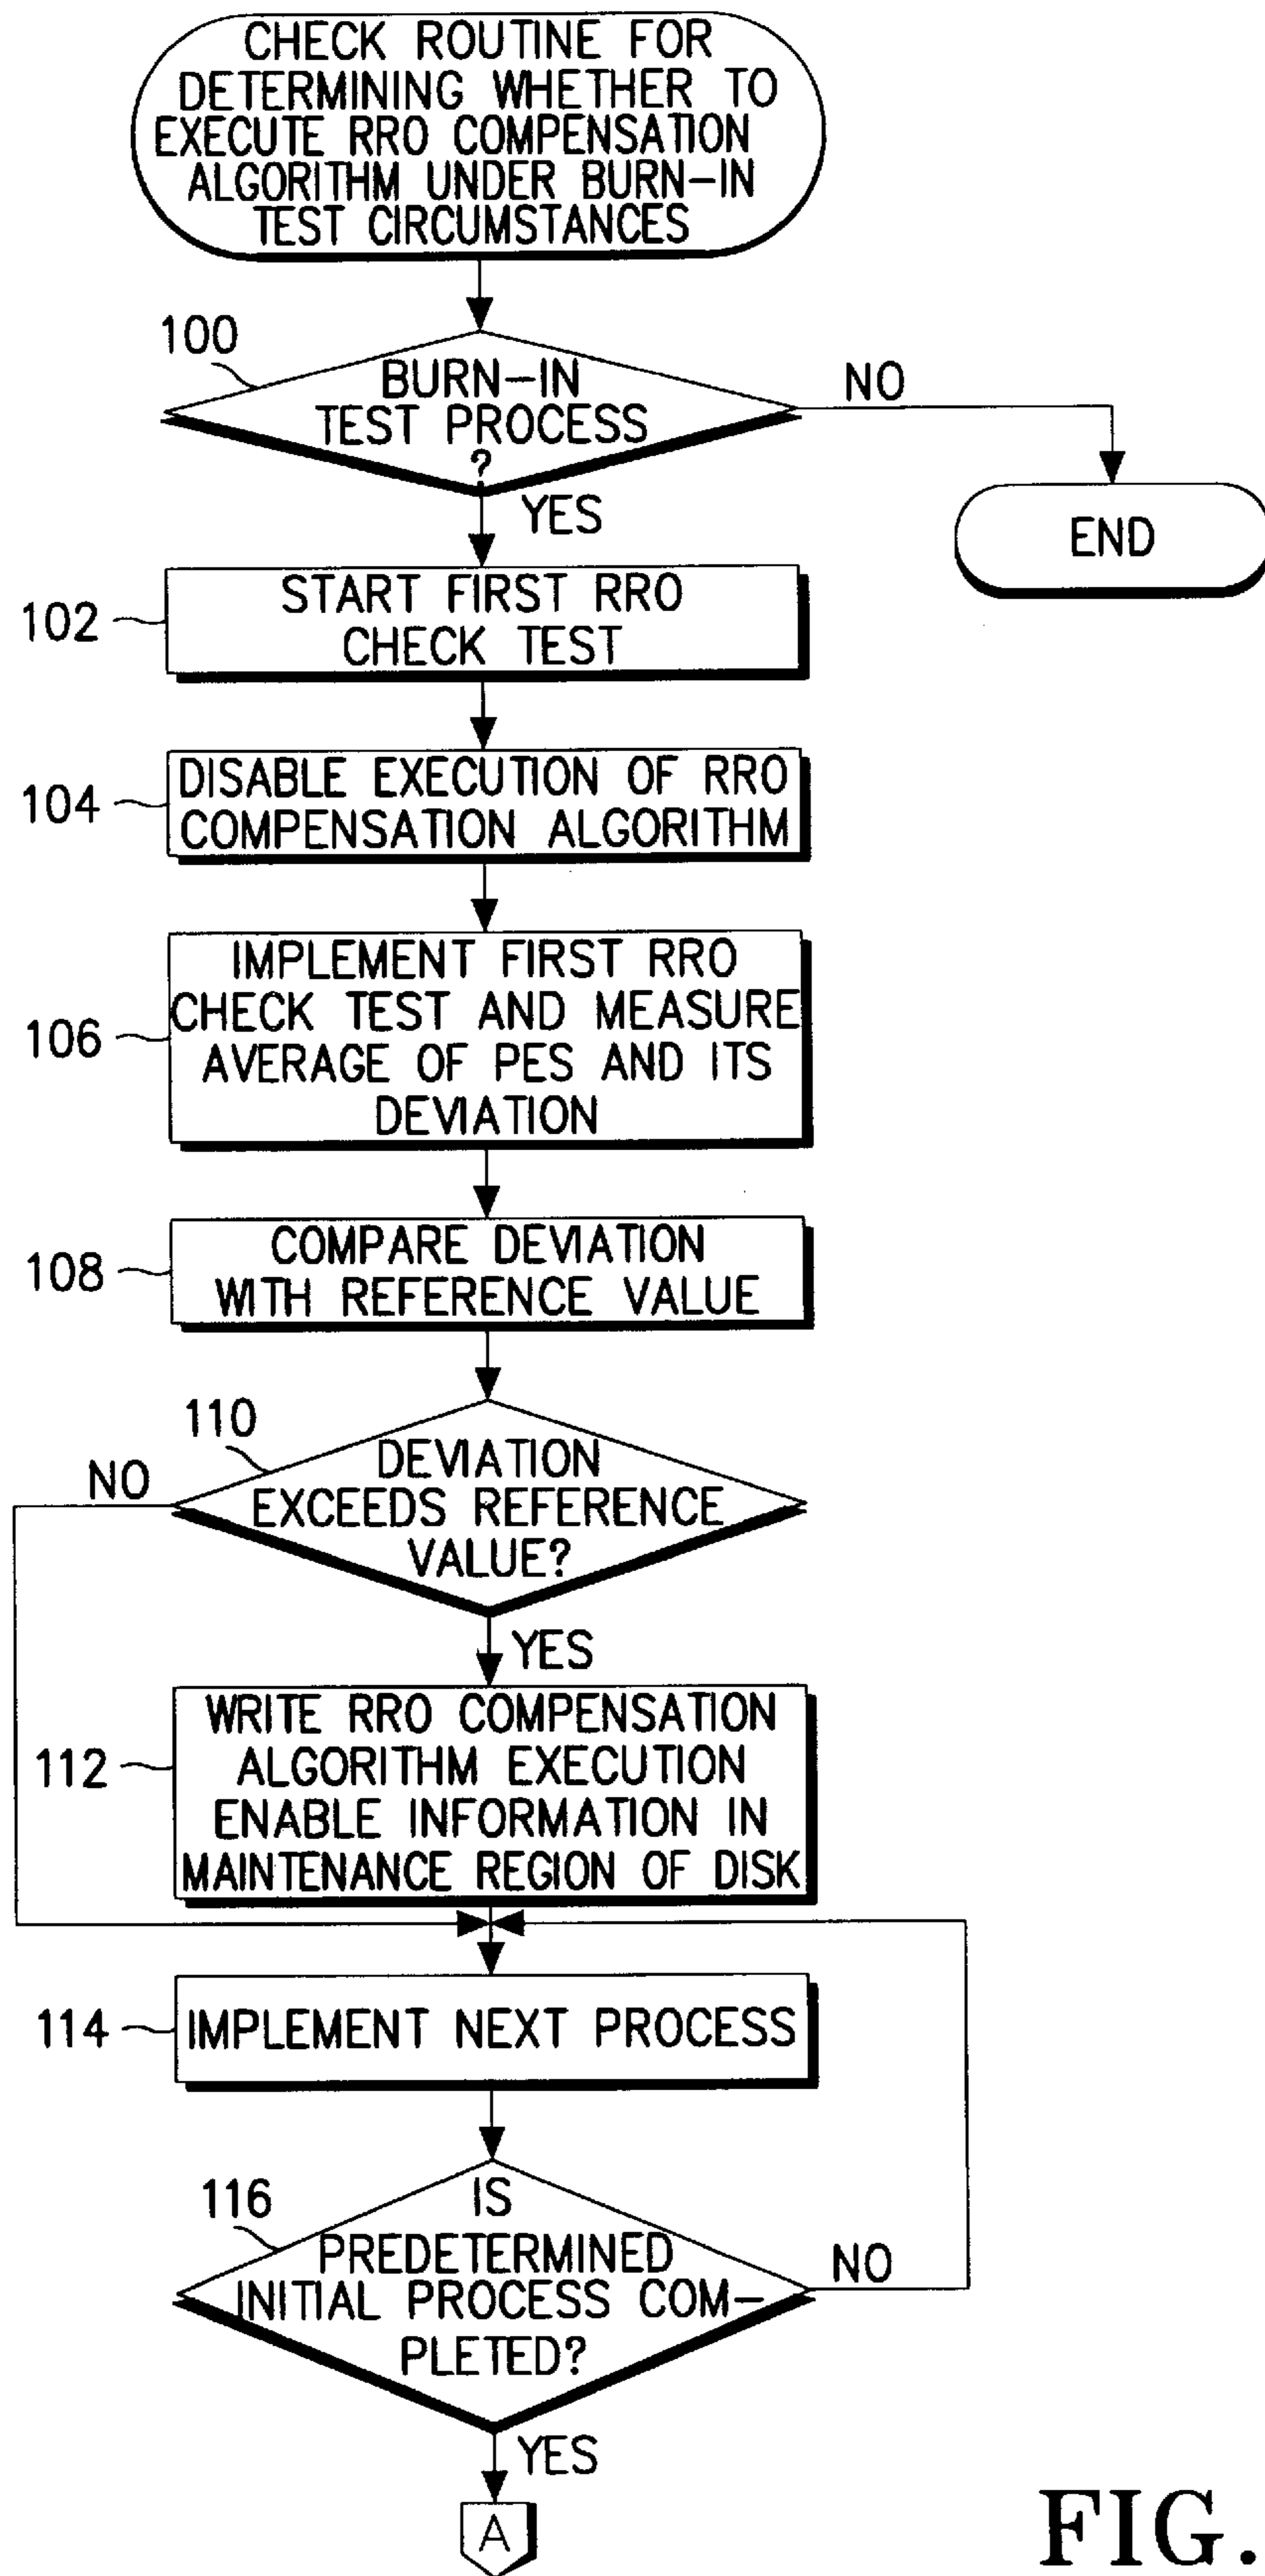 CHECK ROUTINE FOR
DETERMINING WHETHER TO
EXECUTE RRO COMPENSATION
ALGORITHM UNDER BURN-IN
TEST CIRCUMSTANCES
100
BURN-IN
TEST PROCESS
?
NO
YES
END
102
START FIRST RRO
CHECK TEST
104
DISABLE EXECUTION OF RRO
COMPENSATION ALGORITHM
106
IMPLEMENT FIRST RRO
CHECK TEST AND MEASURE
AVERAGE OF PES AND ITS
DEVIATION
108
COMPARE DEVIATION
WITH REFERENCE VALUE
110
NO
DEVIATION
EXCEEDS REFERENCE
VALUE?
YES
112
WRITE RRO COMPENSATION
ALGORITHM EXECUTION
ENABLE INFORMATION IN
MAINTENANCE REGION OF DISK
114
IMPLEMENT NEXT PROCESS
116
IS
PREDETERMINED
INITIAL PROCESS COM-
PLETED?
NO
YES
A
FIG.